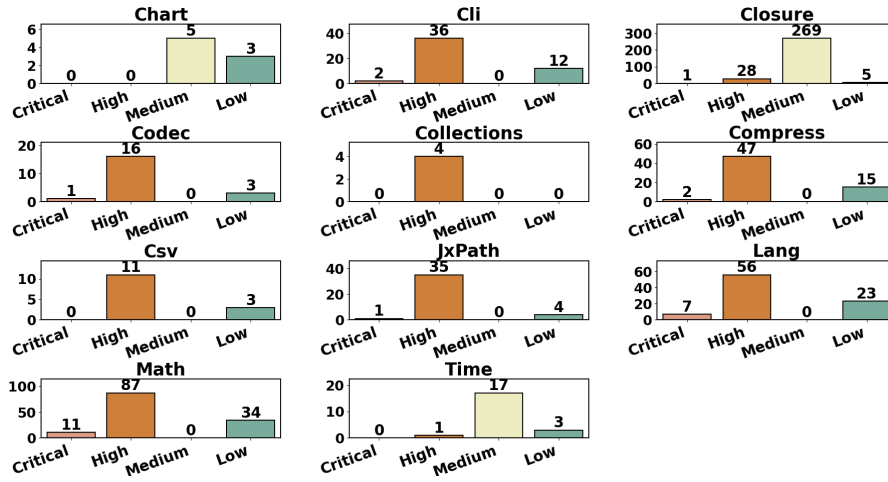 Chart
6
4
2
0
0
0
5
3
Critical
High
Medium
Low
Cli
40
20
0
2
36
0
12
Critical
High
Medium
Low
Closure
300
200
100
0
1
28
269
5
Critical
High
Medium
Low
Codec
20
10
0
1
16
0
3
Critical
High
Medium
Low
Collections
4
2
0
0
4
0
0
Critical
High
Medium
Low
Compress
60
40
20
0
2
47
0
15
Critical
High
Medium
Low
Csv
10
5
0
0
11
0
3
Critical
High
Medium
Low
JxPath
40
20
0
1
35
0
4
Critical
High
Medium
Low
Lang
60
40
20
0
7
56
0
23
Critical
High
Medium
Low
Math
100
50
0
11
87
0
34
Critical
High
Medium
Low
Time
20
10
0
0
1
17
3
Critical
High
Medium
Low